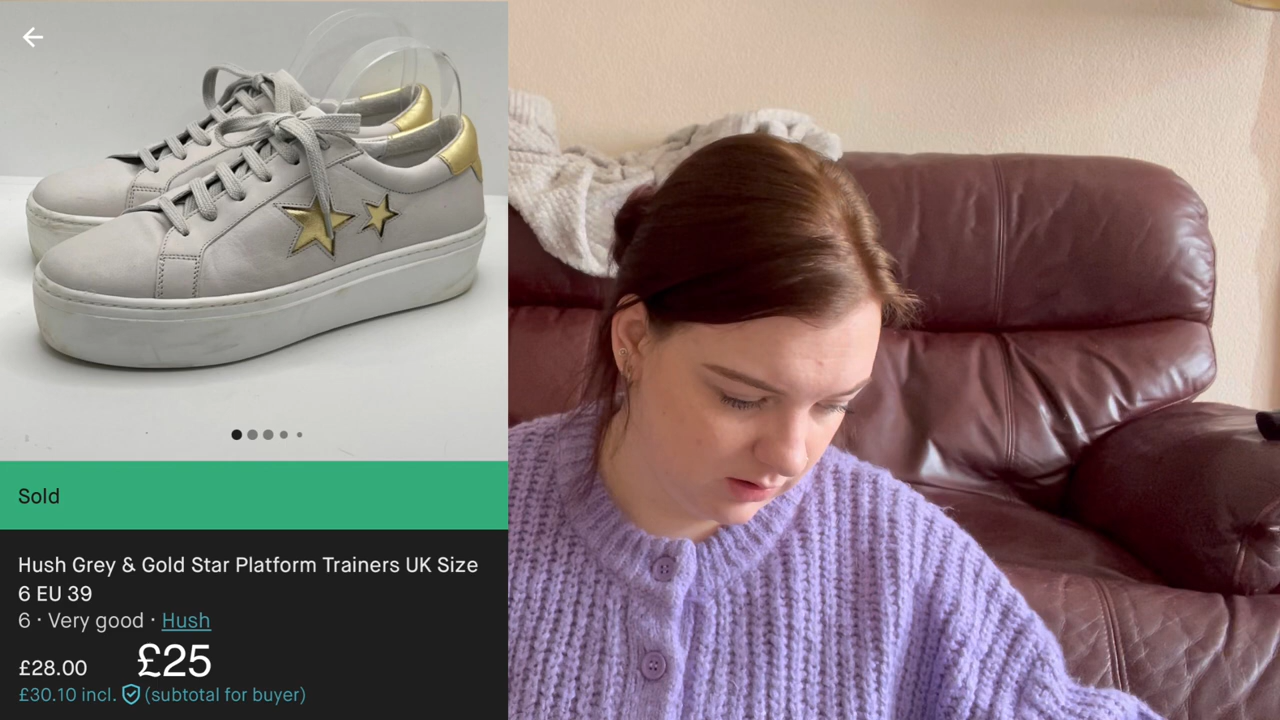 Sold
Hush Grey & Gold Star Platform Trainers UK Size
6 EU 39
6 · Very good · Hush
£28.00 £25
£30.10 incl. (subtotal for buyer)